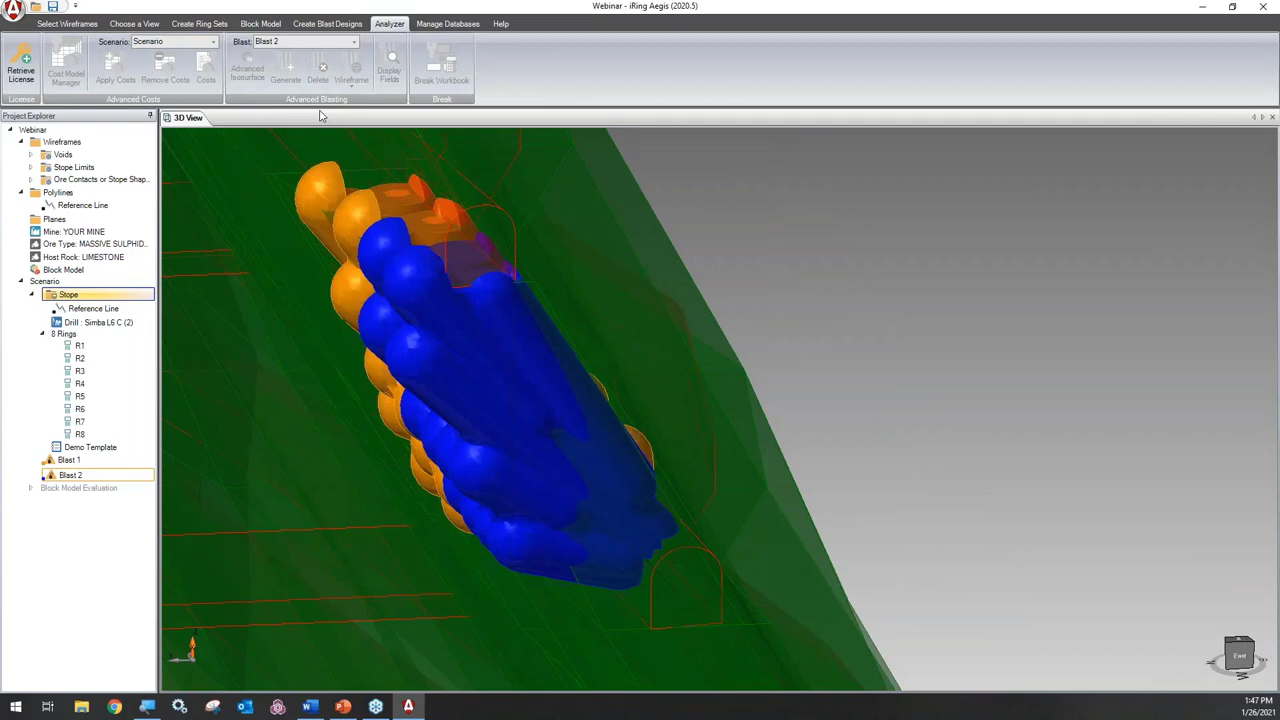 Webinar - iRing Aegis (2020.5)
Select Wireframes Choose a View Create Ring Sets Block Model Create Blast Designs Analyzer Manage Databases Help
Scenario: Scenario Blast: Blast 2
Retrieve License
Cost Model Manager
Apply Costs
Remove Costs
Costs
Advanced Isosurface
Generate
Delete
Wireframe
Display Fields
Break Workbook
License Advanced Costs Advanced Blasting Break
Project Explorer
3D View
Webinar
Wireframes
Voids
Stope Limits
Ore Contacts or Stope Shap...
Polylines
Reference Line
Planes
Mine: YOUR MINE
Ore Type: MASSIVE SULPHID...
Host Rock: LIMESTONE
Block Model
Scenario
Stope
Reference Line
Drill : Simba L6 C (2)
8 Rings
R1
R2
R3
R4
R5
R6
R7
R8
Demo Template
Blast 1
Blast 2
Block Model Evaluation
East
1:47 PM
1/26/2021